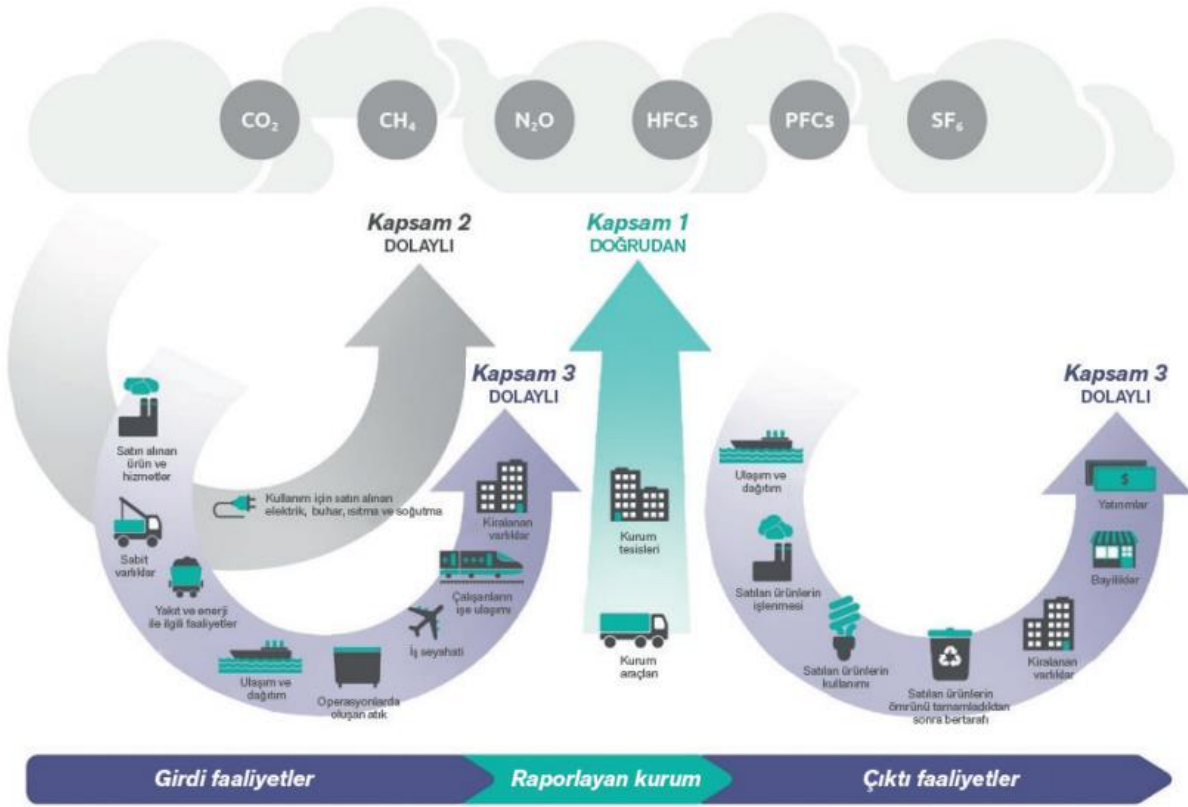 CO₂
CH₄
N₂O
HFCs
PFCs
SF₆
Kapsam 2
DOLAYLI
Kapsam 1
DOĞRUDAN
Kapsam 3
DOLAYLI
Kapsam 3
DOLAYLI
Satın alınan
ürün ve
hizmetler
Sabit
varlıklar
Yakıt ve enerji
ile ilgili faaliyetler
Ulaşım ve
dağıtım
Operasyonlarda
oluşan atık
İş seyahati
Çalışanların
işe ulaşımı
Kiralanan
varlıklar
Kullanım için satın alınan
elektrik, buhar, ısıtma ve soğutma
Kurum
tesisleri
Kurum
araçları
Ulaşım ve
dağıtım
Satılan ürünlerin
işlenmesi
Satılan ürünlerin
kullanımı
Satılan ürünlerin
ömrünü tamamladıktan
sonra bertarafı
Kiralanan
varlıklar
Bayilikler
$
Yatırımlar
Girdi faaliyetler
Raporlayan kurum
Çıktı faaliyetler